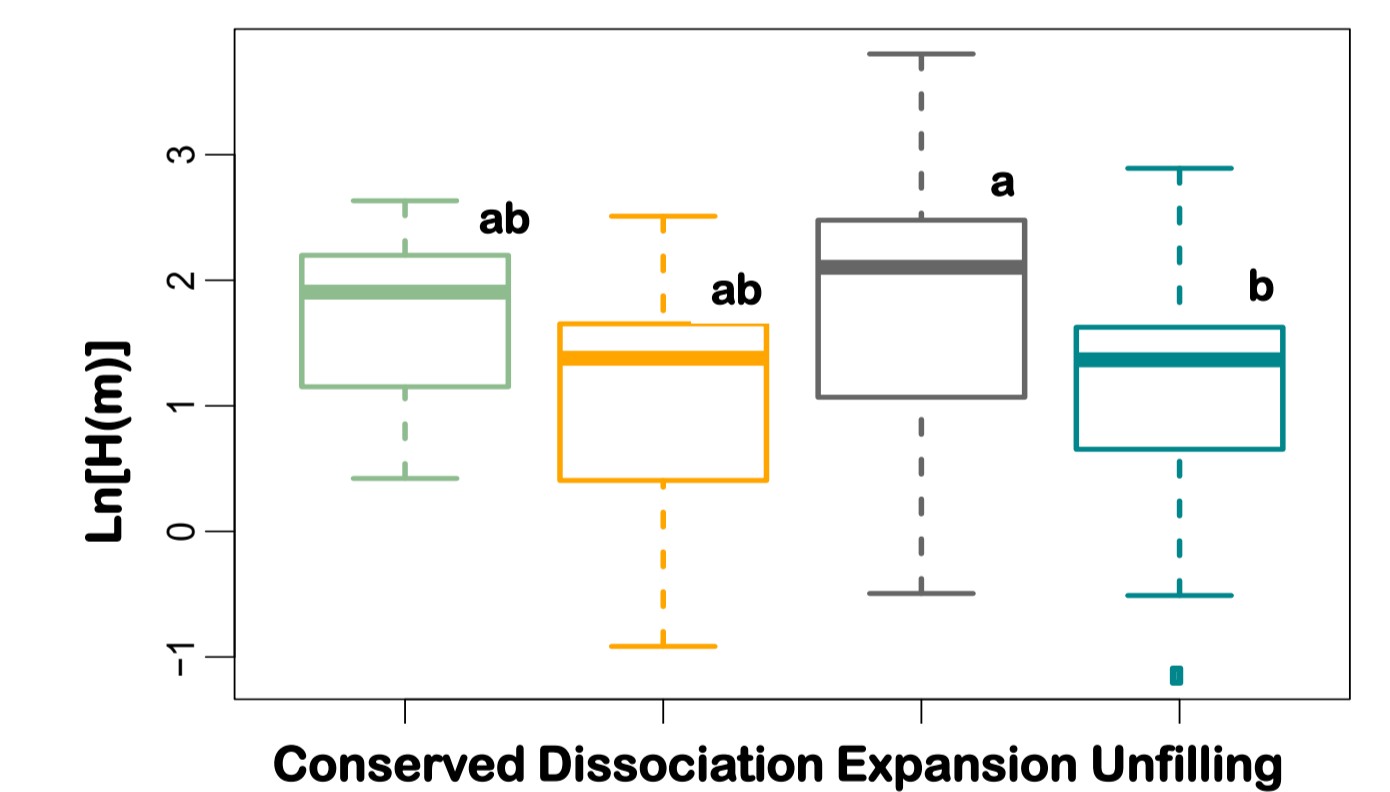 3
2
1
0
−1
Ln[H(m)]
ab
ab
a
b
Conserved Dissociation Expansion Unfilling